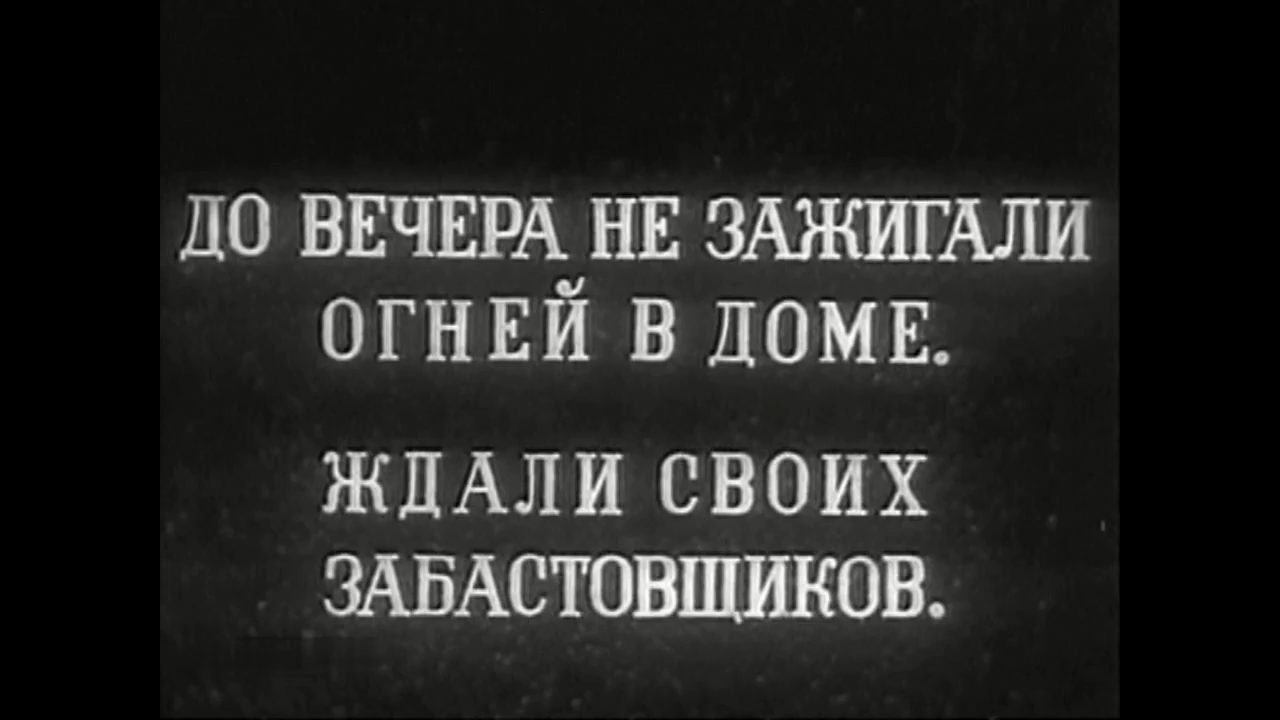 ДО ВЕЧЕРА НЕ ЗАЖИГАЛИ
ОГНЕЙ В ДОМЕ.
ЖДАЛИ СВОИХ
ЗАБАСТОВЩИКОВ.